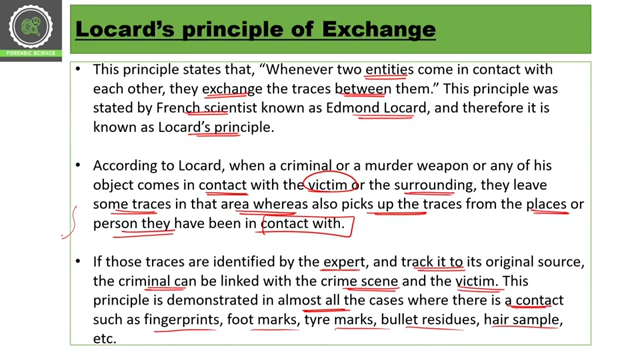 Locard's principle of Exchange
FORENSIC SCIENCE
• This principle states that, "Whenever two entities come in contact with
each other, they exchange the traces between them." This principle was
stated by French scientist known as Edmond Locard, and therefore it is
known as Locard's principle.
• According to Locard, when a criminal or a murder weapon or any of his
object comes in contact with the victim or the surrounding, they leave
some traces in that area whereas also picks up the traces from the places or
person they have been in contact with.
• If those traces are identified by the expert, and track it to its original source,
the criminal can be linked with the crime scene and the victim. This
principle is demonstrated in almost all the cases where there is a contact
such as fingerprints, foot marks, tyre marks, bullet residues, hair sample,
etc.